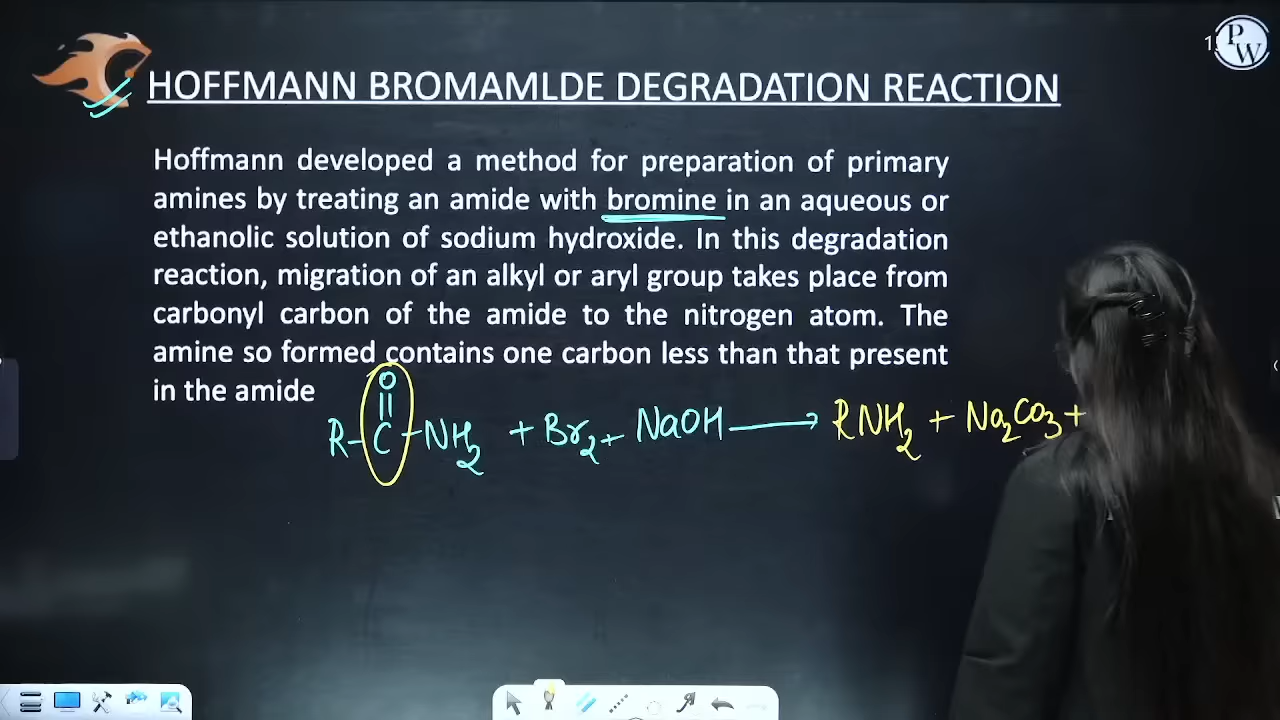 1
PW
HOFFMANN BROMAMLDE DEGRADATION REACTION
Hoffmann developed a method for preparation of primary
amines by treating an amide with bromine in an aqueous or
ethanolic solution of sodium hydroxide. In this degradation
reaction, migration of an alkyl or aryl group takes place from
carbonyl carbon of the amide to the nitrogen atom. The
amine so formed contains one carbon less than that present
in the amide
O
R-C-NH2 + Br2 + NaOH → RNH2 + Na2CO3 +